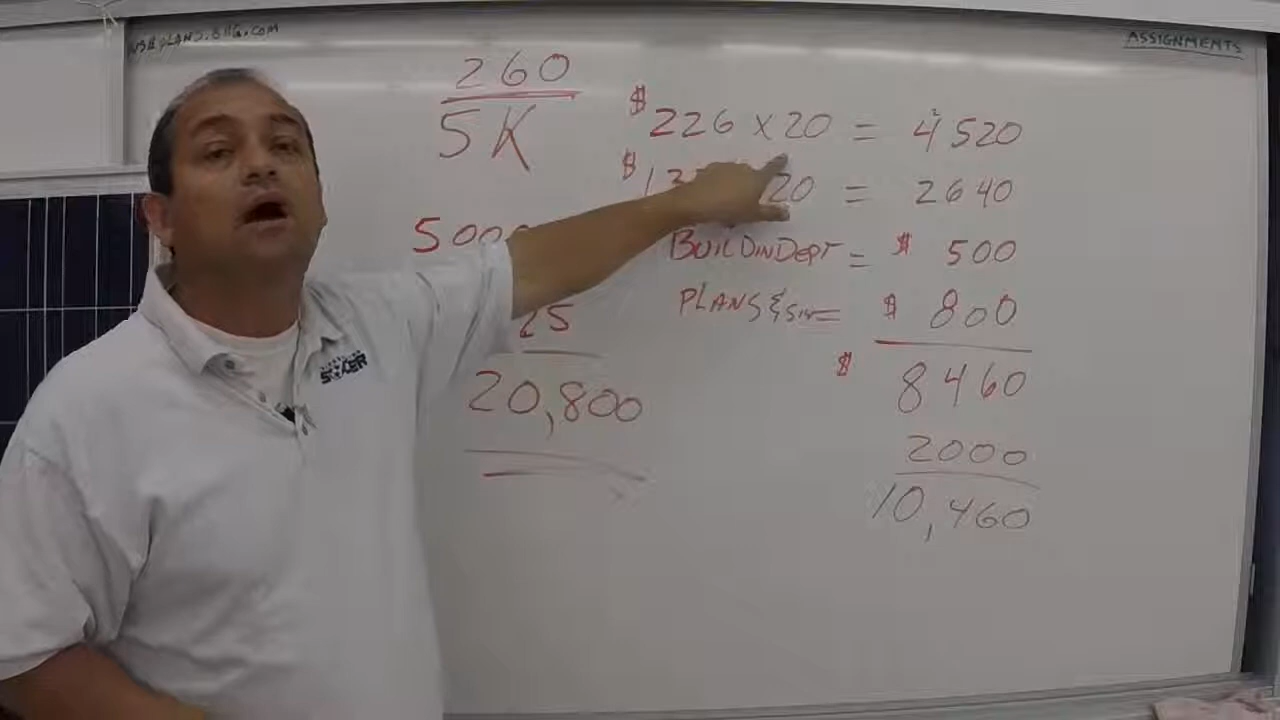 ASSIGNMENTS
260
5K
$226 x 20 = 4520
20 = 2640
5000
BUILDINDEPT = $ 500
PLANS & = $ 800
25
$ 8460
20,800
2000
10,460